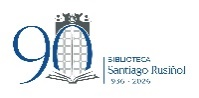 90
BIBLIOTECA
Santiago Rusiñol
1936 - 2026